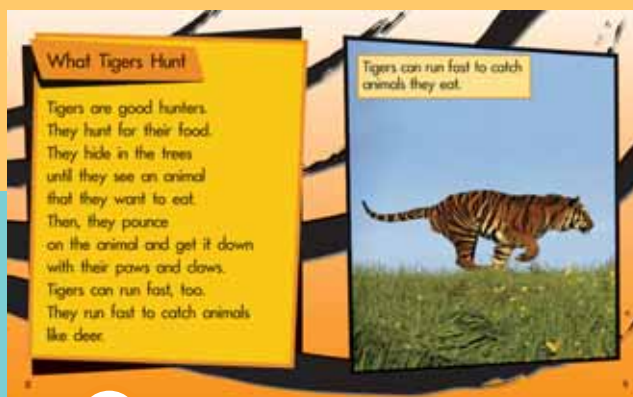 What Tigers Hunt
Tigers are good hunters.
They hunt for their food.
They hide in the trees
until they see an animal
that they want to eat.
Then, they pounce
on the animal and get it down
with their paws and claws.
Tigers can run fast, too.
They run fast to catch animals
like deer.
8
Tigers can run fast to catch
animals they eat.
9